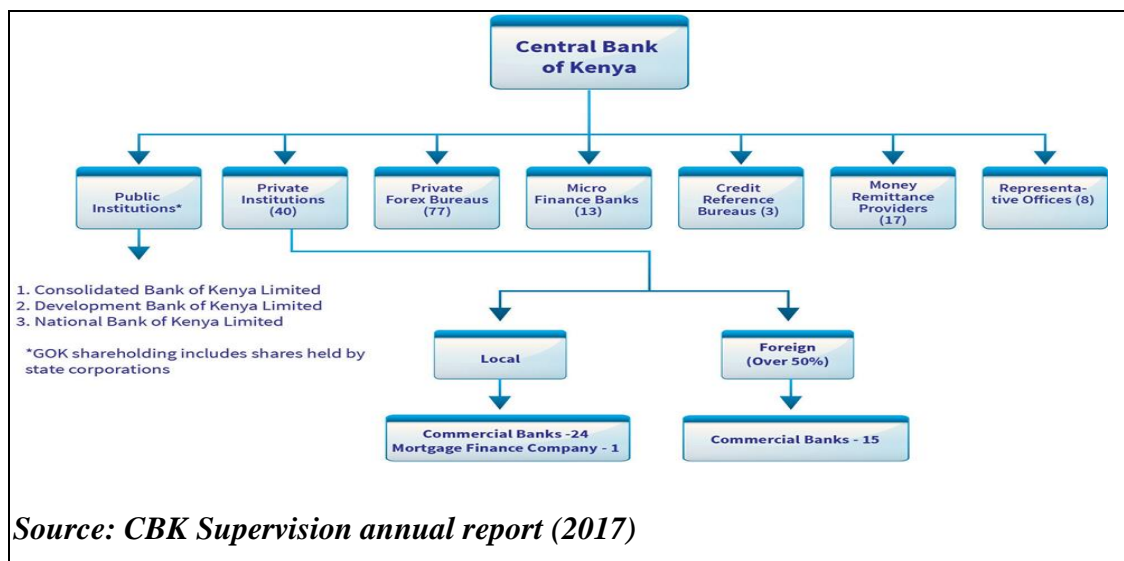 Central Bank
of Kenya
Public
Institutions*
Private
Institutions
(40)
Private
Forex Bureaus
(77)
Micro
Finance Banks
(13)
Credit
Reference
Bureaus (3)
Money
Remittance
Providers
(17)
Representa-
tive Offices (8)
1. Consolidated Bank of Kenya Limited
2. Development Bank of Kenya Limited
3. National Bank of Kenya Limited
*GOK shareholding includes shares held by
state corporations
Local
Foreign
(Over 50%)
Commercial Banks -24
Mortgage Finance Company - 1
Commercial Banks - 15
Source: CBK Supervision annual report (2017)